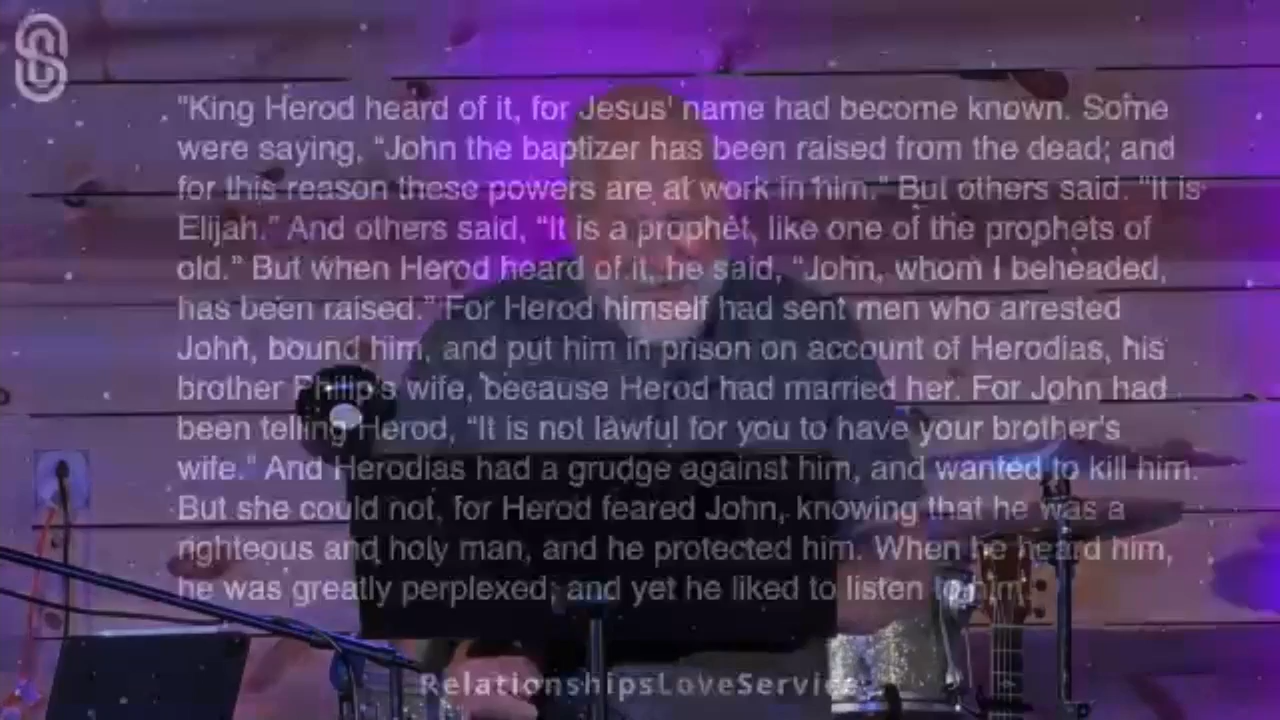 "King Herod heard of it, for Jesus' name had become known. Some
were saying, “John the baptizer has been raised from the dead; and
for this reason these powers are at work in him.” But others said. “It is
Elijah.” And others said, “It is a prophet, like one of the prophets of
old.” But when Herod heard of it, he said, “John, whom I beheaded,
has been raised.” For Herod himself had sent men who arrested
John, bound him, and put him in prison on account of Herodias, his
brother Philip’s wife, because Herod had married her. For John had
been telling Herod, “It is not lawful for you to have your brother's
wife.” And Herodias had a grudge against him, and wanted to kill him.
But she could not, for Herod feared John, knowing that he was a
righteous and holy man, and he protected him. When he heard him,
he was greatly perplexed; and yet he liked to listen to him.
RelationshipsLoveService